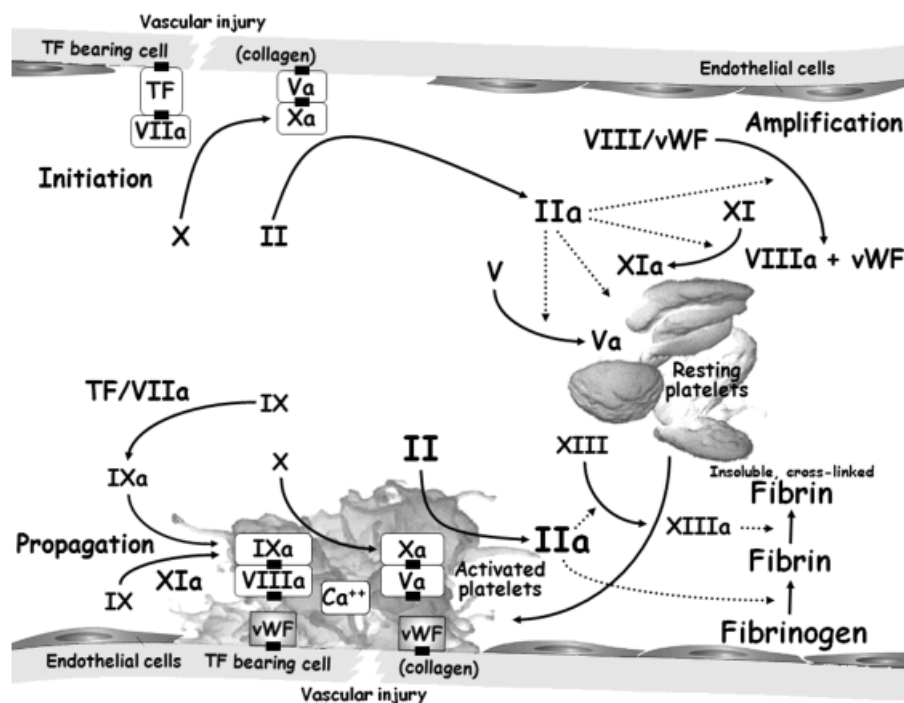 Vascular injury
TF bearing cell
(collagen)
Endothelial cells
TF
VIIa
Va
Xa
Amplification
VIII/vWF
Initiation
X
II
IIa
XI
XIa
VIIIa + vWF
V
Va
Resting
platelets
TF/VIIa
IX
IXa
X
II
XIII
Insoluble, cross-linked
Fibrin
XIIIa
Propagation
IXa
VIIIa
Xa
Va
IIa
Activated
platelets
Fibrin
XIa
IX
Ca++
vWF
vWF
Fibrinogen
Endothelial cells
TF bearing cell
(collagen)
Vascular injury